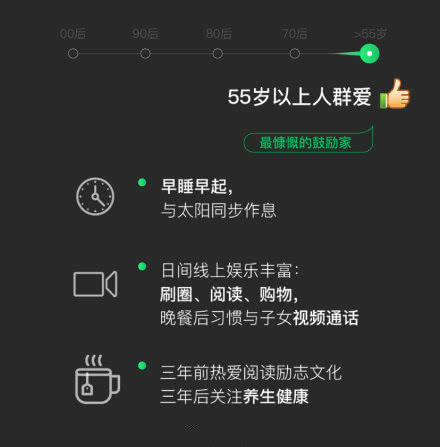 00后 90后 80后 70后 >55岁
55岁以上人群爱
最慷慨的鼓励家
早睡早起，
与太阳同步作息
日间线上娱乐丰富：
刷圈、阅读、购物，
晚餐后习惯与子女视频通话
三年前热爱阅读励志文化
三年后关注养生健康